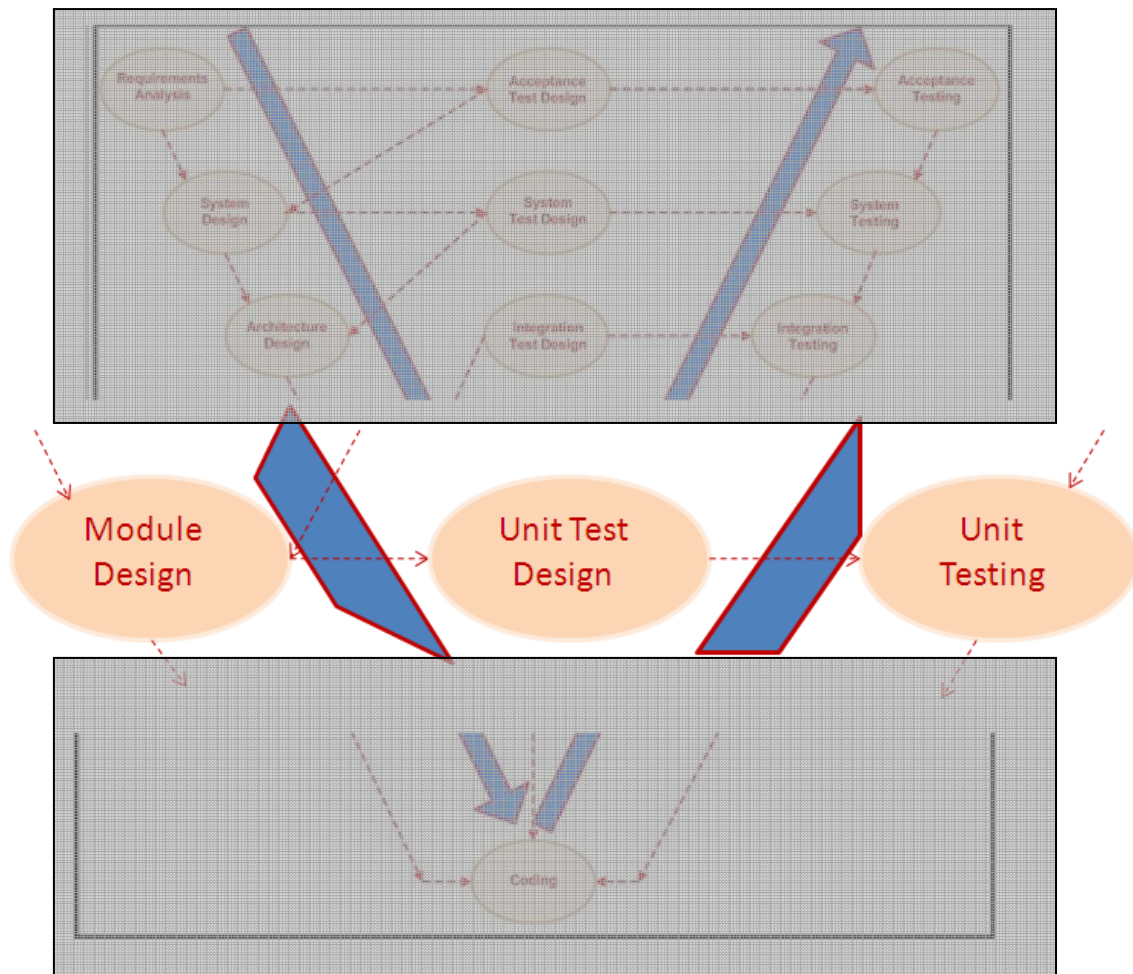 Requirements
Analysis
Acceptance
Test Design
Acceptance
Testing
System
Design
System
Test Design
System
Testing
Architecture
Design
Integration
Test Design
Integration
Testing
Module
Design
Unit Test
Design
Unit
Testing
Coding